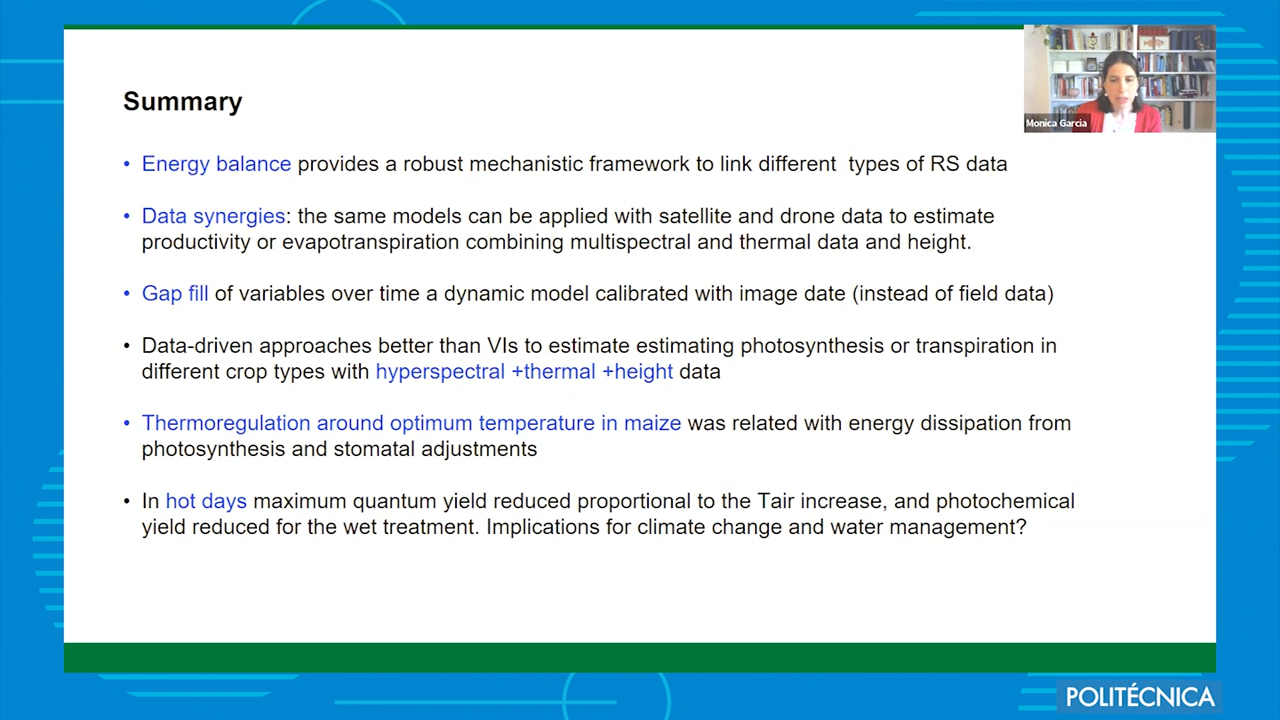 Summary
Monica Garcia
• Energy balance provides a robust mechanistic framework to link different types of RS data
• Data synergies: the same models can be applied with satellite and drone data to estimate
productivity or evapotranspiration combining multispectral and thermal data and height.
• Gap fill of variables over time a dynamic model calibrated with image date (instead of field data)
• Data-driven approaches better than VIs to estimate estimating photosynthesis or transpiration in
different crop types with hyperspectral +thermal +height data
• Thermoregulation around optimum temperature in maize was related with energy dissipation from
photosynthesis and stomatal adjustments
• In hot days maximum quantum yield reduced proportional to the Tair increase, and photochemical
yield reduced for the wet treatment. Implications for climate change and water management?
POLITÉCNICA